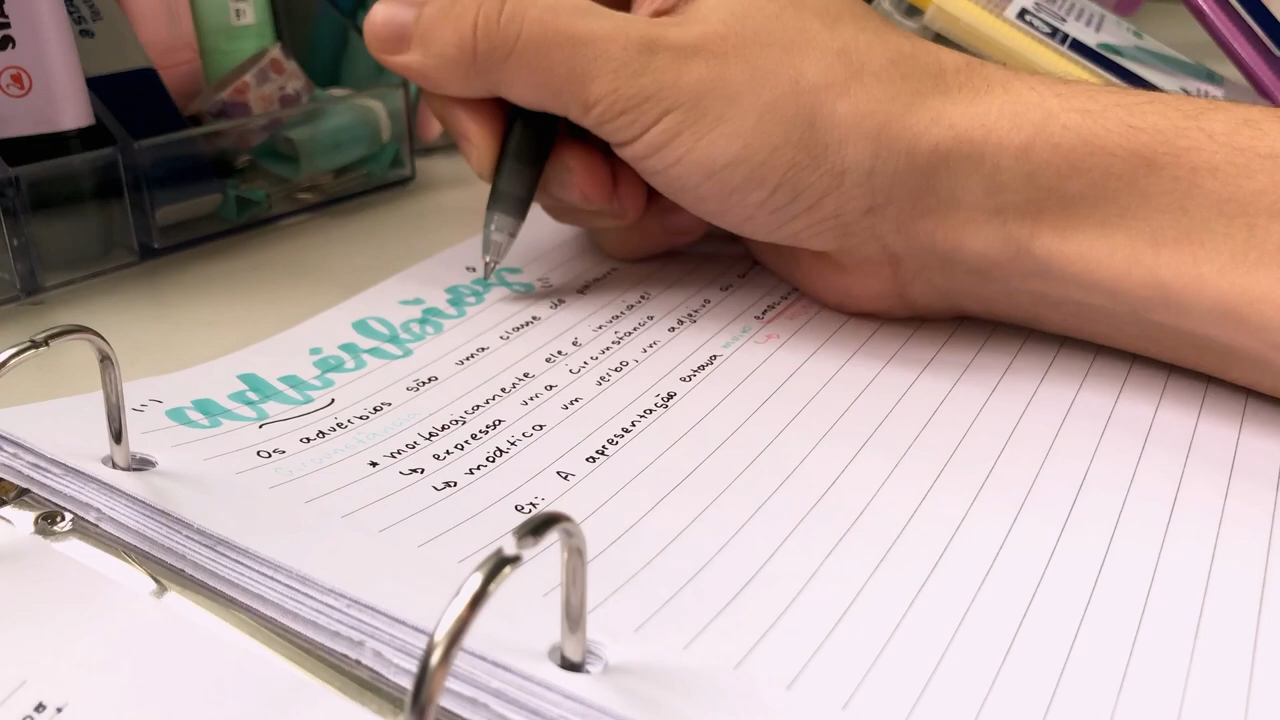 advérbios
Os advérbios são uma classe de palavra
circunstância
* morfologicamente ele é invariável
↳ expressa uma circunstância
↳ modifica um verbo, um adjetivo ou
ex: A apresentação estava muito